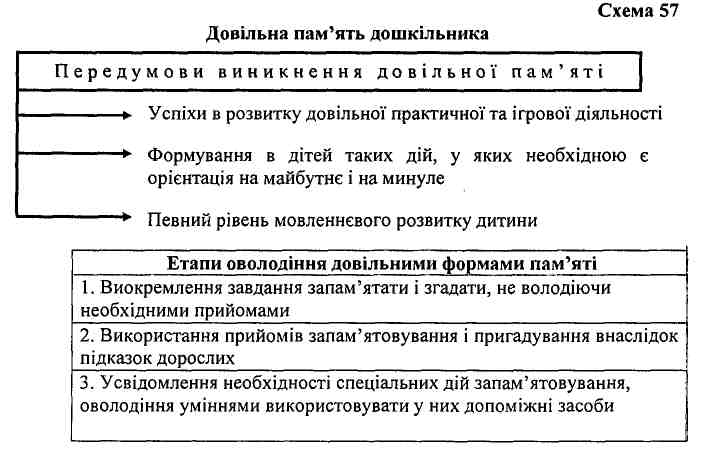 Схема 57
Довільна пам’ять дошкільника
Передумови виникнення довільної пам’яті
Успіхи в розвитку довільної практичної та ігрової діяльності
Формування в дітей таких дій, у яких необхідною є
орієнтація на майбутнє і на минуле
Певний рівень мовленнєвого розвитку дитини
Етапи оволодіння довільними формами пам’яті
1. Виокремлення завдання запам’ятати і згадати, не володіючи
необхідними прийомами
2. Використання прийомів запам’ятовування і пригадування внаслідок
підказок дорослих
3. Усвідомлення необхідності спеціальних дій запам’ятовування,
оволодіння уміннями використовувати у них допоміжні засоби